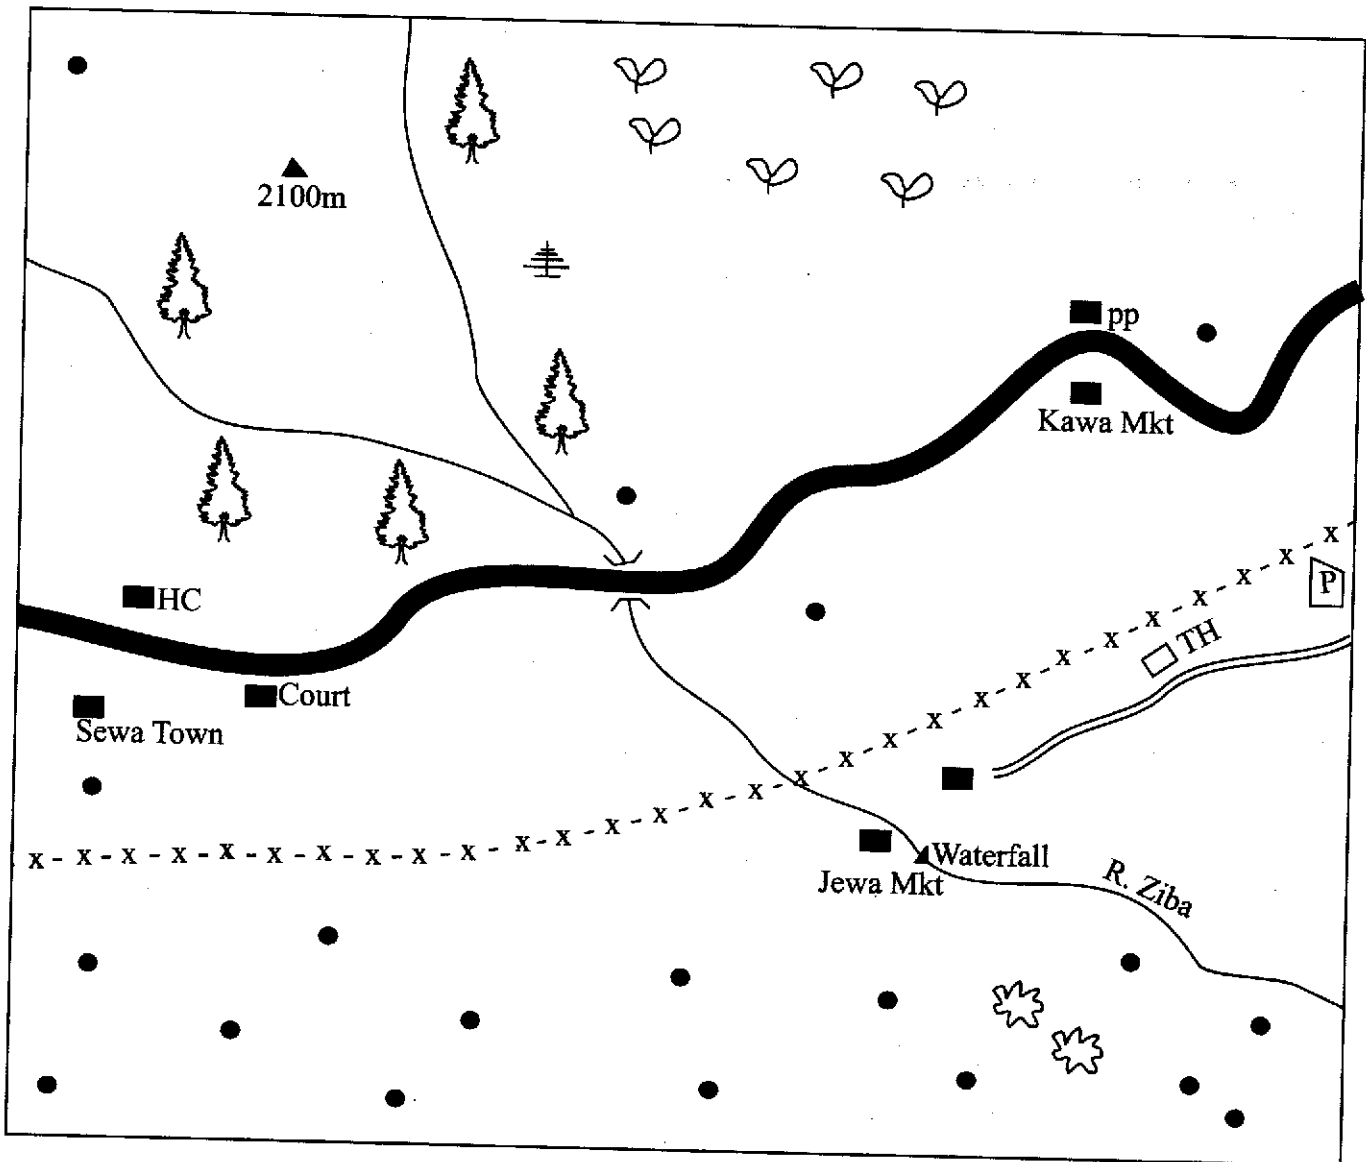 2100m
pp
Kawa Mkt
HC
P
TH
Court
Sewa Town
x - x - x - x - x - x - x - x - x - x - x - x - x - x - x - x - x - x - x - x - x - x - x - x - x - x - x - x - x - x
Waterfall
Jewa Mkt
R. Ziba